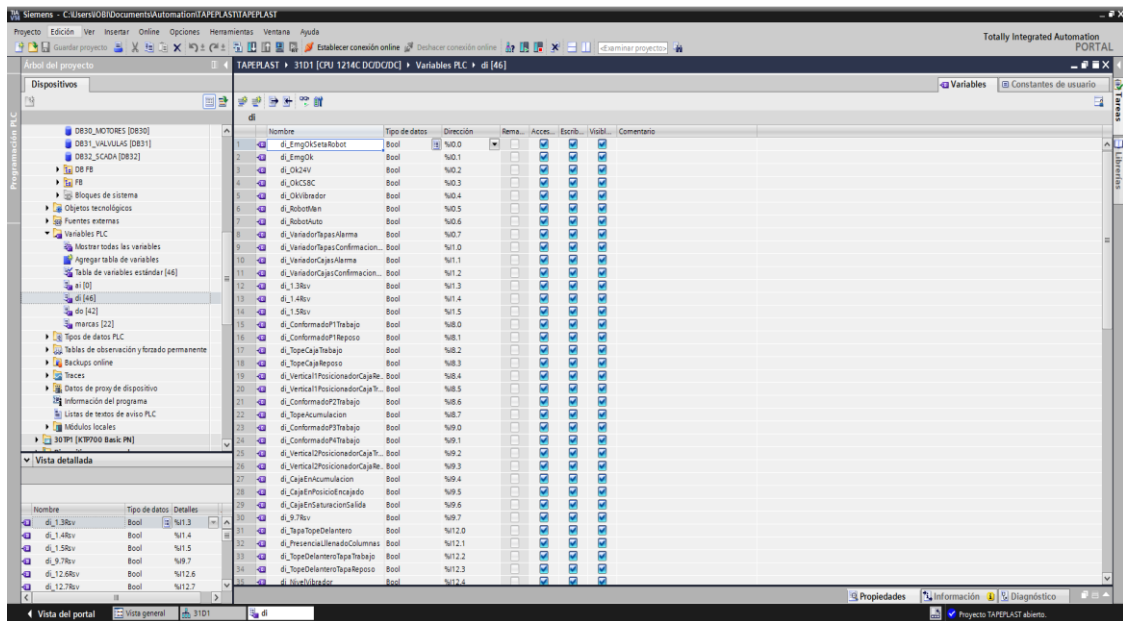 Siemens - C:\Users\IOBI\Documents\Automation\TAPEPLAST\TAPEPLAST
Proyecto Edición Ver Insertar Online Opciones Herramientas Ventana Ayuda
Totally Integrated Automation
PORTAL
Guardar proyecto Establecer conexión online Deshacer conexión online <Examinar proyecto>
Árbol del proyecto
TAPEPLAST 31D1 [CPU 1214C DC/DC/DC] Variables PLC di [46]
Dispositivos
Variables Constantes de usuario
di
Programación PLC
Tareas
Librerías
DB30_MOTORES [DB30]
DB31_VALVULAS [DB31]
DB32_SCADA [DB32]
DB FB
FB
Bloques de sistema
Objetos tecnológicos
Fuentes externas
Variables PLC
Mostrar todas las variables
Agregar tabla de variables
Tabla de variables estándar [46]
ai [0]
di [46]
do [42]
marcas [22]
Tipos de datos PLC
Tablas de observación y forzado permanente
Backups online
Traces
Datos de proxy de dispositivo
Información del programa
Listas de textos de aviso PLC
Módulos locales
30TP1 [KTP700 Basic PN]
Vista detallada
Nombre Tipo de datos Detalles
di_1.3Rsv Bool %I1.3
di_1.4Rsv Bool %I1.4
di_1.5Rsv Bool %I1.5
di_9.7Rsv Bool %I9.7
di_12.6Rsv Bool %I12.6
di_12.7Rsv Bool %I12.7
Nombre Tipo de datos Dirección Rema... Acces... Escrib... Visibl... Comentario
1 di_EmgOkSetaRobot Bool %I0.0
2 di_EmgOk Bool %I0.1
3 di_Ok24V Bool %I0.2
4 di_OkCS8C Bool %I0.3
5 di_OkVibrador Bool %I0.4
6 di_RobotMan Bool %I0.5
7 di_RobotAuto Bool %I0.6
8 di_VariadorTapasAlarma Bool %I0.7
9 di_VariadorTapasConfirmacion... Bool %I1.0
10 di_VariadorCajasAlarma Bool %I1.1
11 di_VariadorCajasConfirmacion... Bool %I1.2
12 di_1.3Rsv Bool %I1.3
13 di_1.4Rsv Bool %I1.4
14 di_1.5Rsv Bool %I1.5
15 di_ConformadoP1Trabajo Bool %I8.0
16 di_ConformadoP1Reposo Bool %I8.1
17 di_TopeCajaTrabajo Bool %I8.2
18 di_TopeCajaReposo Bool %I8.3
19 di_Vertical1PosicionadorCajaRe... Bool %I8.4
20 di_Vertical1PosicionadorCajaTr... Bool %I8.5
21 di_ConformadoP2Trabajo Bool %I8.6
22 di_TopeAcumulacion Bool %I8.7
23 di_ConformadoP3Trabajo Bool %I9.0
24 di_ConformadoP4Trabajo Bool %I9.1
25 di_Vertical2PosicionadorCajaTr... Bool %I9.2
26 di_Vertical2PosicionadorCajaRe... Bool %I9.3
27 di_CajaEnAcumulacion Bool %I9.4
28 di_CajaEnPosicioEncajado Bool %I9.5
29 di_CajaEnSaturacionSalida Bool %I9.6
30 di_9.7Rsv Bool %I9.7
31 di_TapaTopeDelantero Bool %I12.0
32 di_PresenciaLlenadoColumnas Bool %I12.1
33 di_TopeDelanteroTapaTrabajo Bool %I12.2
34 di_TopeDelanteroTapaReposo Bool %I12.3
35 di_NivelVibrador Bool %I12.4
Propiedades Información Diagnóstico
Vista del portal Vista general 31D1 di Proyecto TAPEPLAST abierto.